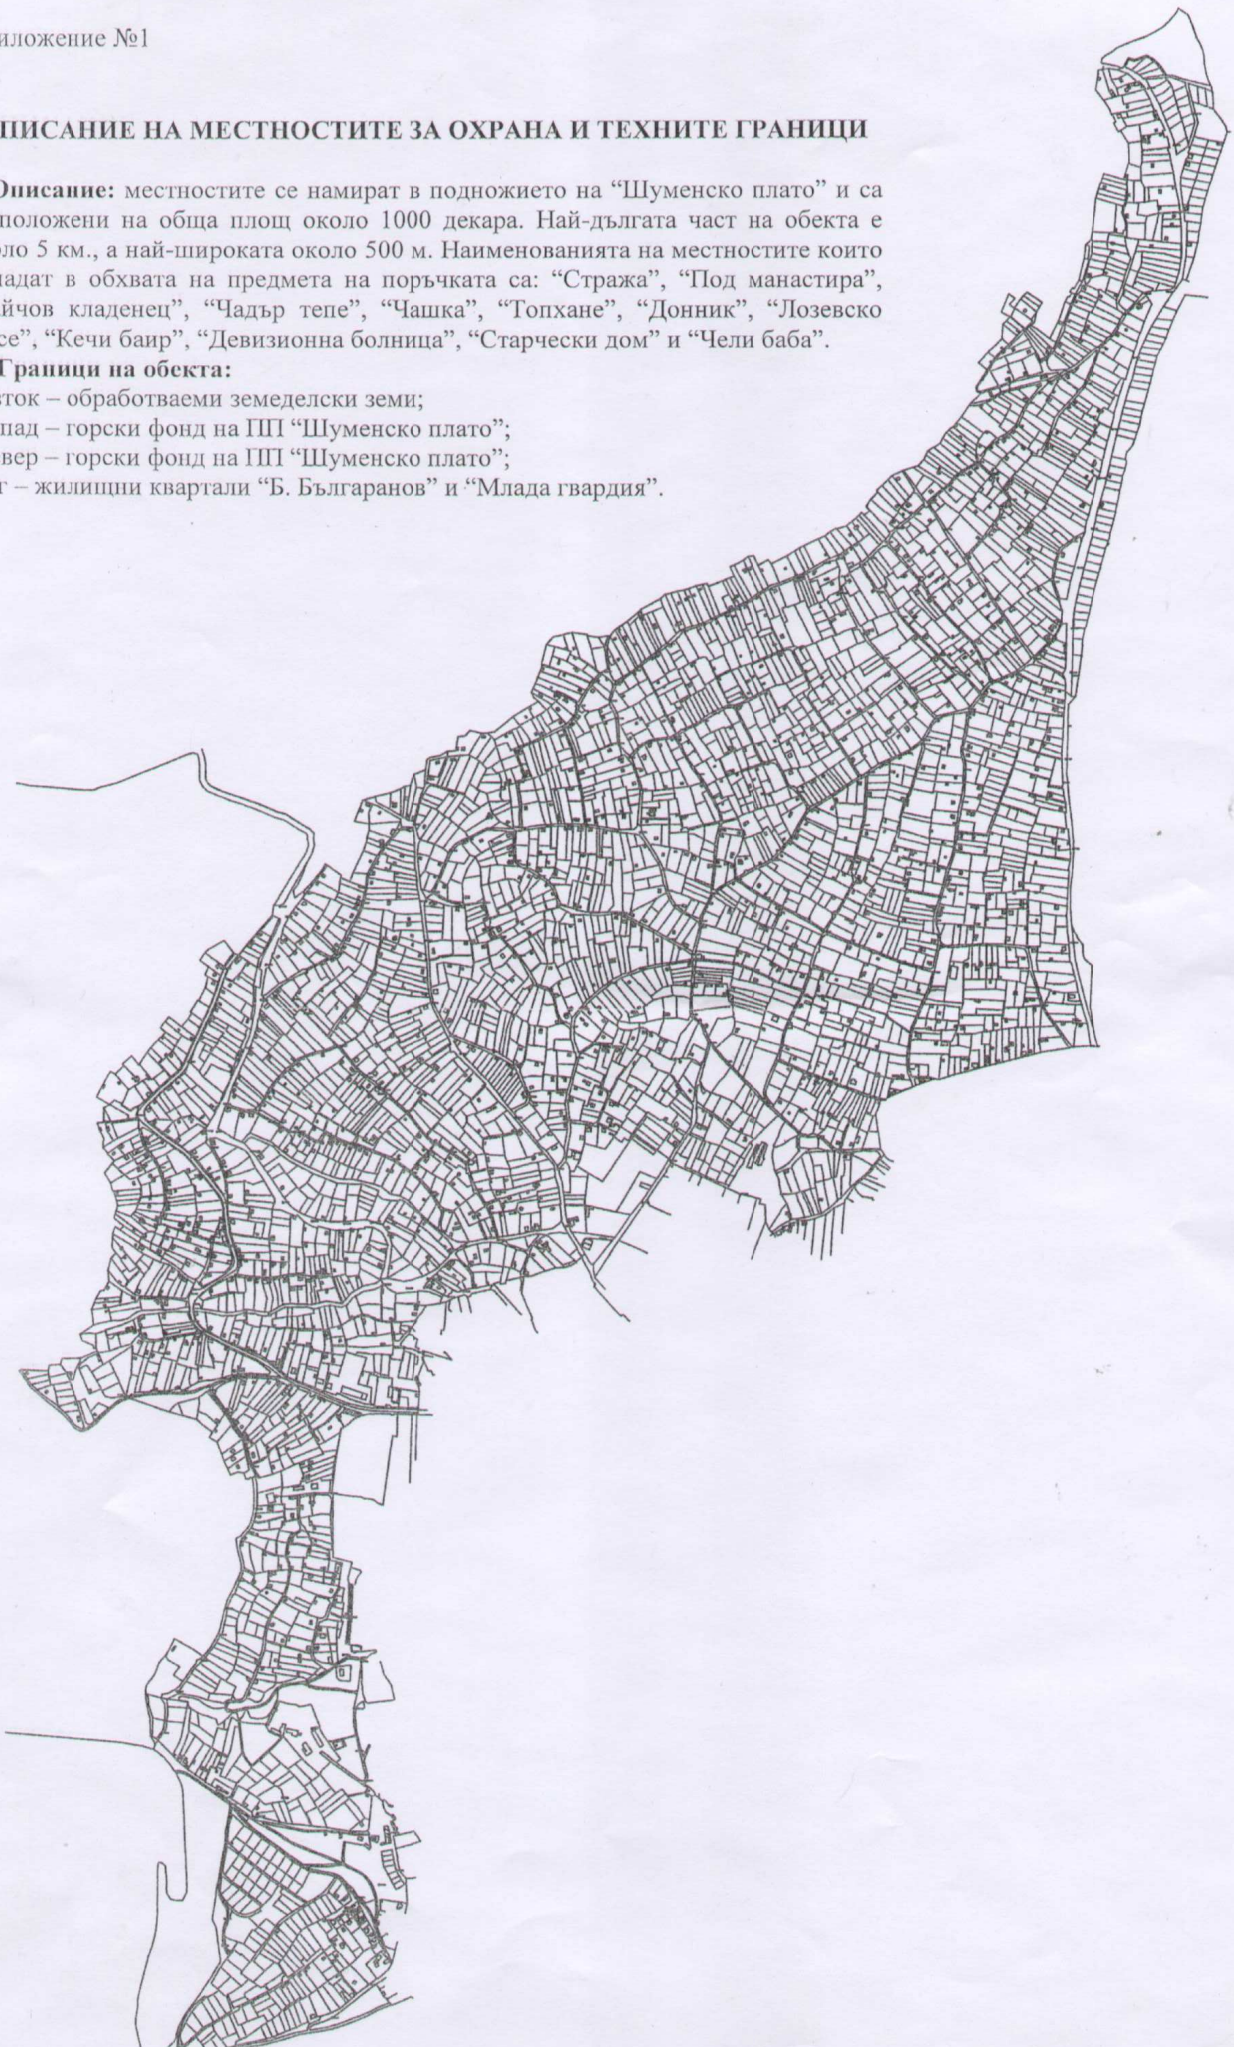 иложение №1
ПИСАНИЕ НА МЕСТНОСТИТЕ ЗА ОХРАНА И ТЕХНИТЕ ГРАНИЦИ
Описание: местностите се намират в подножието на “Шуменско плато” и са
положени на обща площ около 1000 декара. Най-дългата част на обекта е
ло 5 км., а най-широката около 500 м. Наименованията на местностите които
падат в обхвата на предмета на поръчката са: “Стража”, “Под манастира”,
йчов кладенец”, “Чадър тепе”, “Чашка”, “Топхане”, “Донник”, “Лозевско
се”, “Кечи баир”, “Девизионна болница”, “Старчески дом” и “Чели баба”.
Граници на обекта:
ток – обработваеми земеделски земи;
пад – горски фонд на ПП “Шуменско плато”;
вер – горски фонд на ПП “Шуменско плато”;
г – жилищни квартали “Б. Българанов” и “Млада гвардия”.